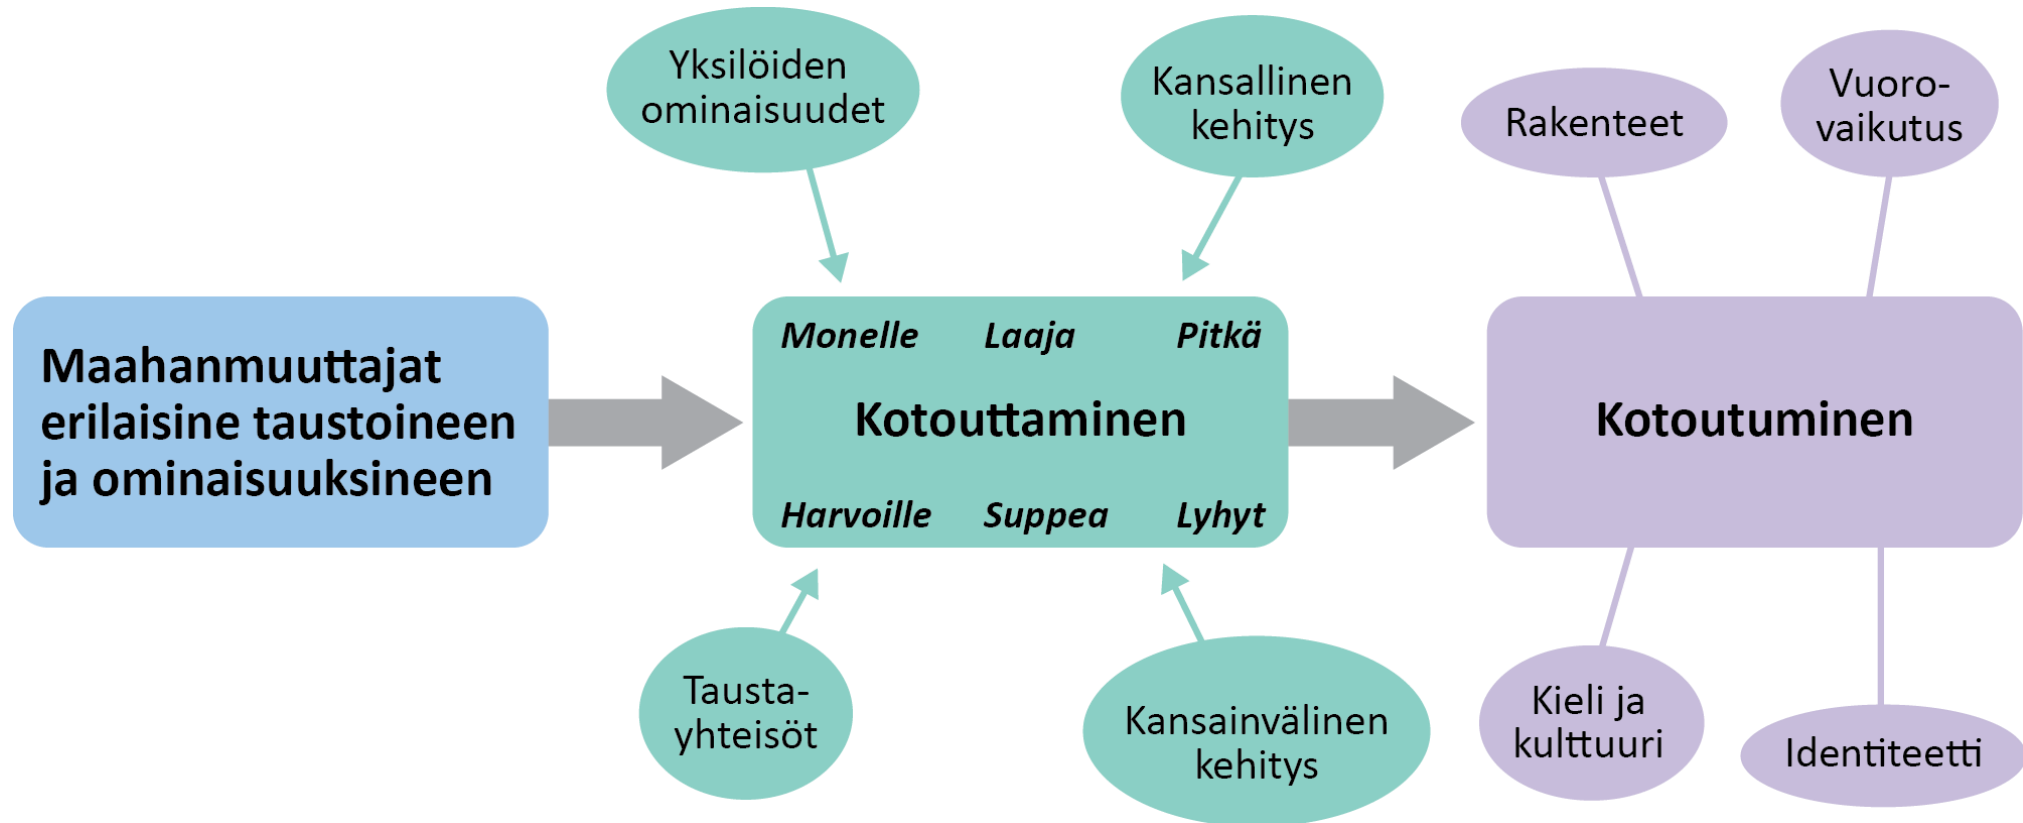 Yksilöiden
ominaisuudet
Kansallinen
kehitys
Rakenteet
Vuoro-
vaikutus
Maahanmuuttajat
erilaisine taustoineen
ja ominaisuuksineen
Monelle Laaja Pitkä
Kotouttaminen
Harvoille Suppea Lyhyt
Kotoutuminen
Tausta-
yhteisöt
Kansainvälinen
kehitys
Kieli ja
kulttuuri
Identiteetti